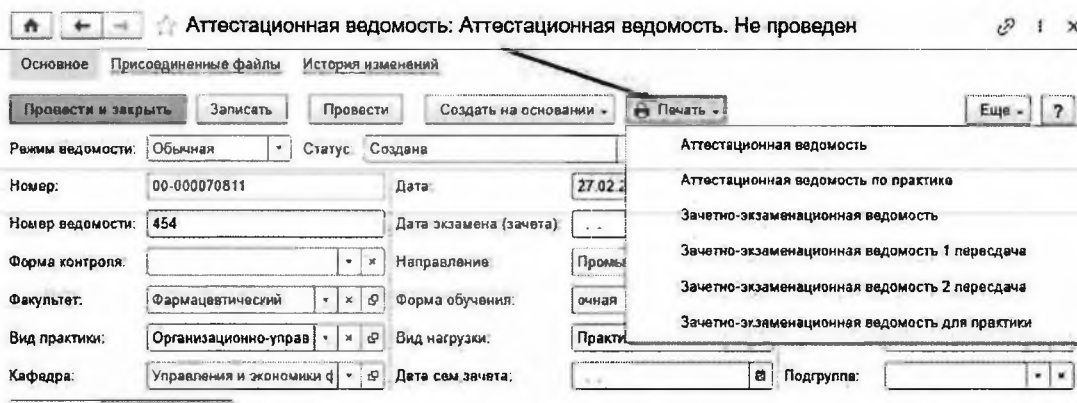 Аттестационная ведомость: Аттестационная ведомость. Не проведен
Основное Присоединенные файлы История изменений
Провести и закрыть Записать Провести Создать на основании Печать Еще ?
Режим ведомости: Обычная Статус Создана
Аттестационная ведомость
Номер: 00-000070811 Дата: 27.02.2
Аттестационная ведомость по практике
Номер ведомости: 454 Дата экзамена (зачета)
Зачетно-экзаменационная ведомость
Форма контроля: Направление: Промы
Зачетно-экзаменационная ведомость 1 пересдача
Факультет: Фармацевтический Форма обучения: очная
Зачетно-экзаменационная ведомость 2 пересдача
Вид практики: Организационно-управ Вид нагрузки: Практи
Зачетно-экзаменационная ведомость для практики
Кафедра: Управления и экономики ф Дата сем.зачета: Подгруппа: